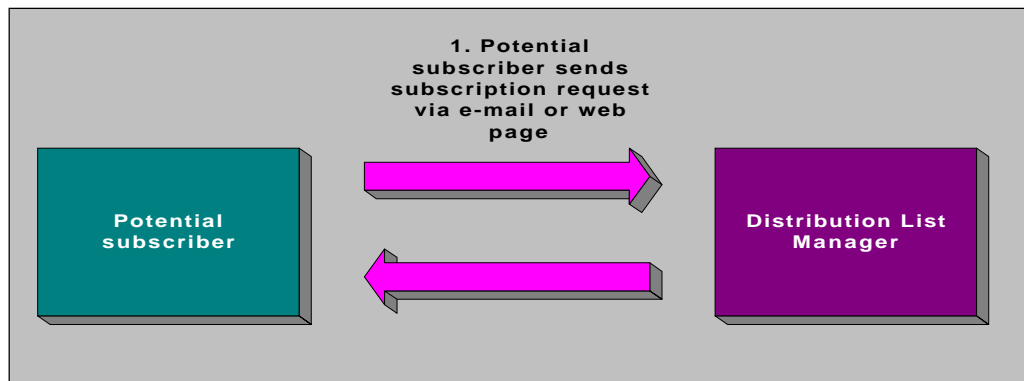 1. Potential
subscriber sends
subscription request
via e-mail or web
page
Potential
subscriber
Distribution List
Manager